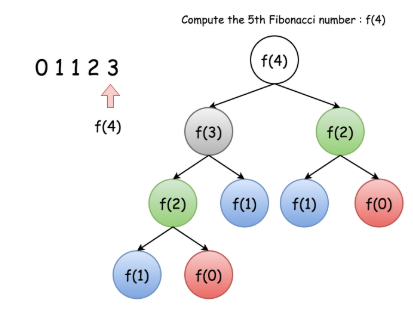 Compute the 5th Fibonacci number : f(4)
0 1 1 2 3
f(4)
f(4)
f(3)
f(2)
f(2)
f(1)
f(1)
f(0)
f(1)
f(0)